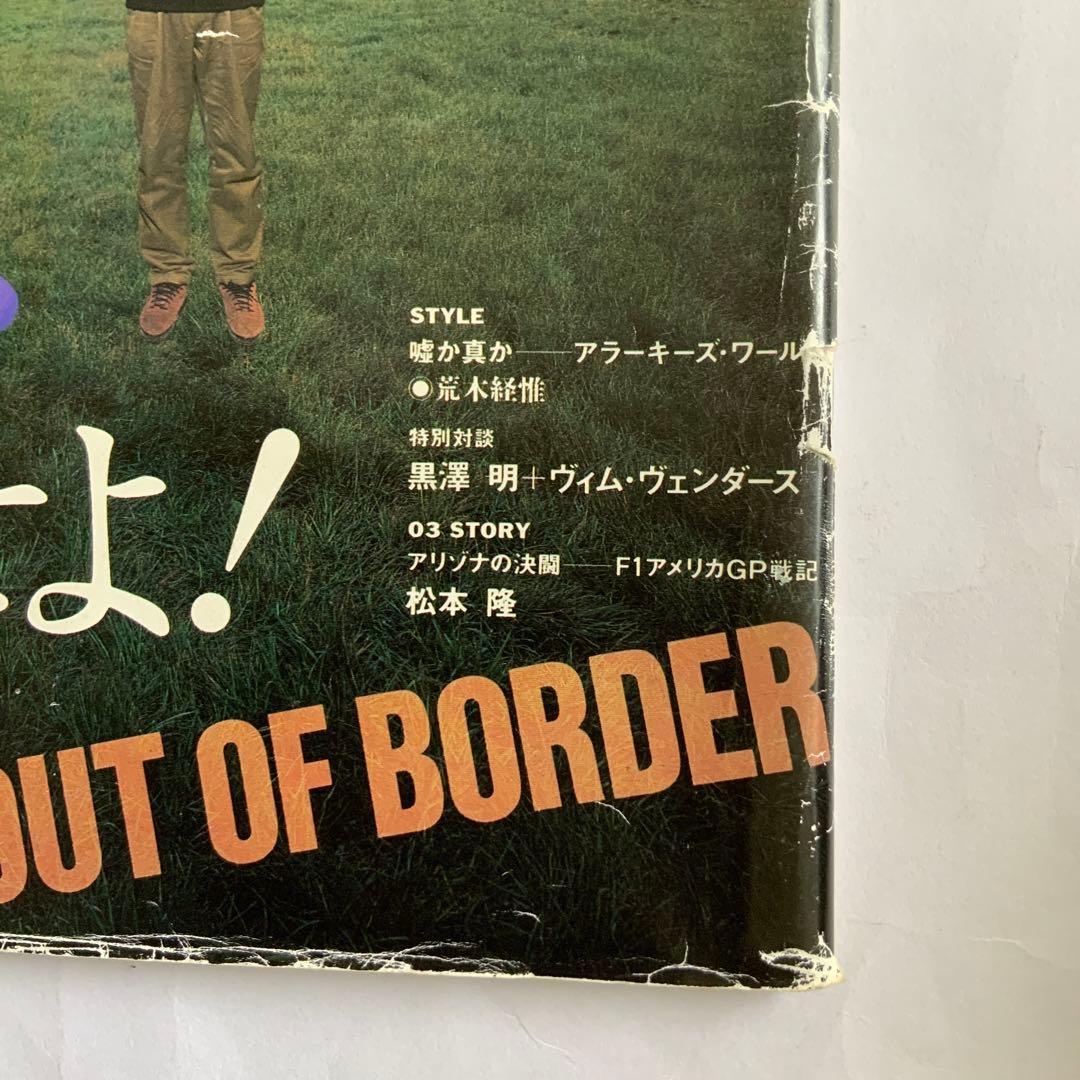 STYLE
嘘か真か——アラーキーズ・ワール
◉荒木経惟
特別対談
黒澤 明+ヴィム・ヴェンダース
03 STORY
アリゾナの決闘——F1アメリカGP戦記
松本 隆
よ!
OUT OF BORDER